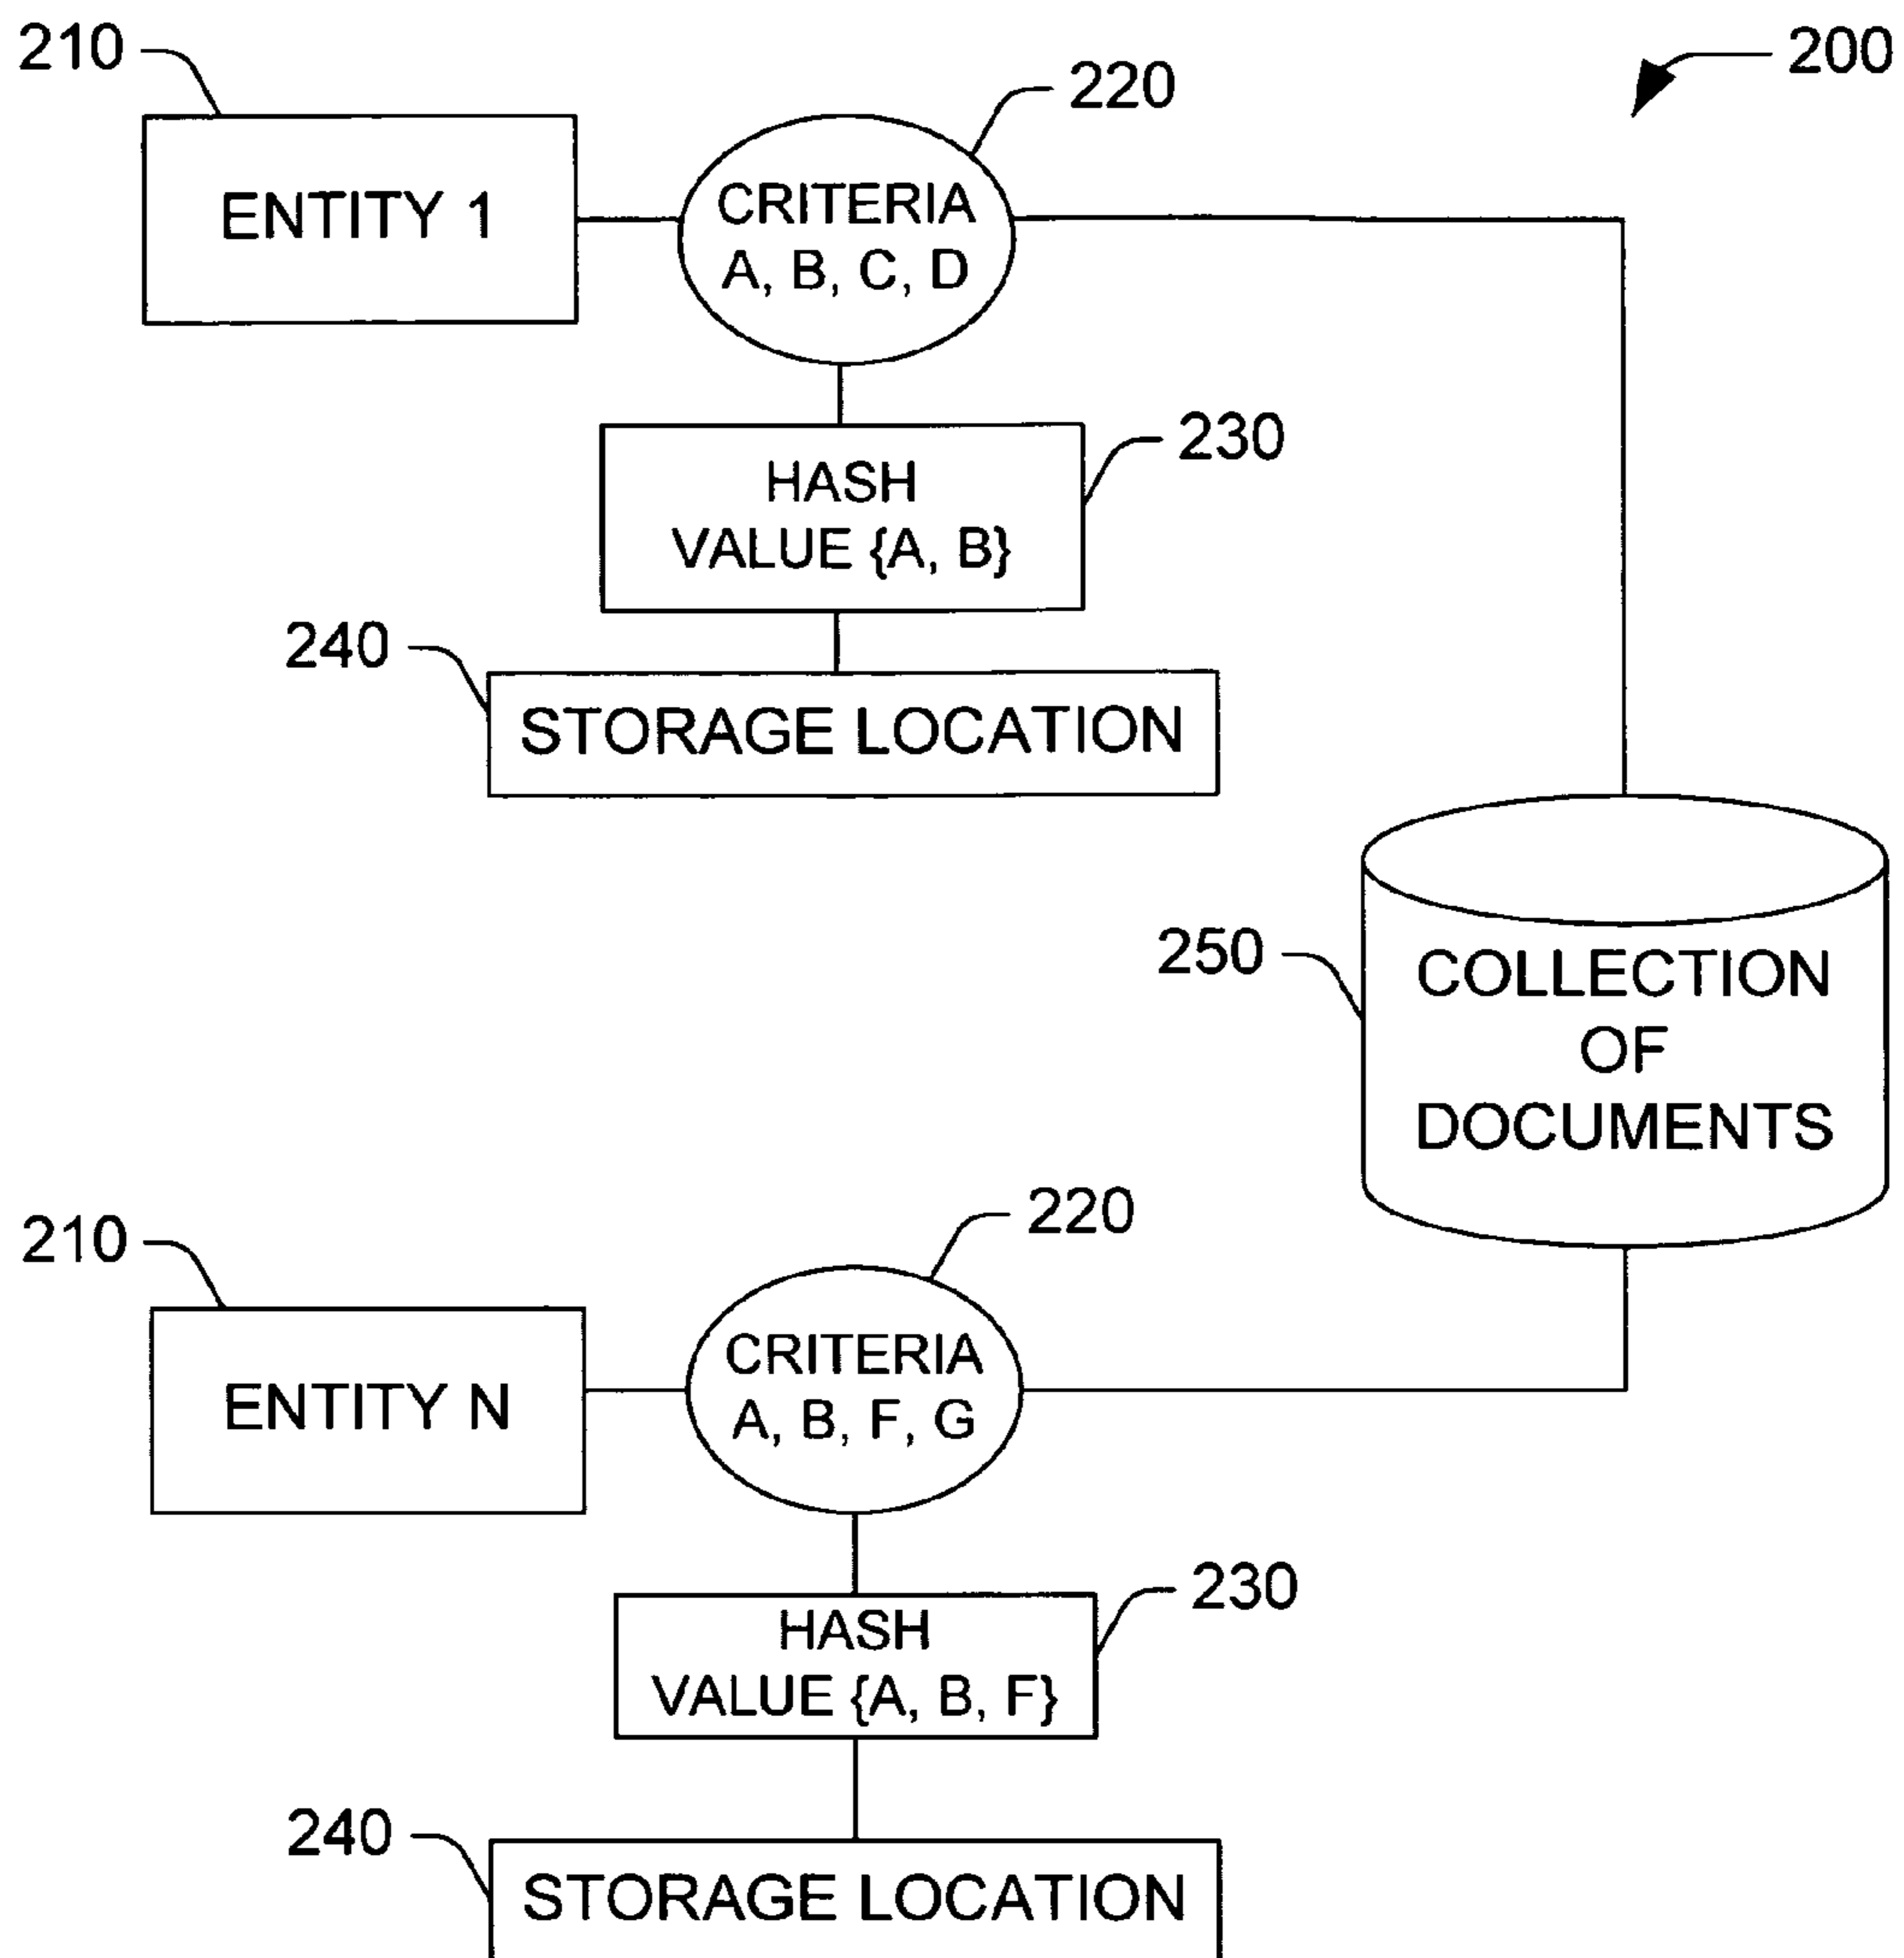 210
200
220
ENTITY 1
CRITERIA
A, B, C, D
230
HASH
VALUE {A, B}
240
STORAGE LOCATION
250
COLLECTION
OF
DOCUMENTS
210
220
ENTITY N
CRITERIA
A, B, F, G
230
HASH
VALUE {A, B, F}
240
STORAGE LOCATION